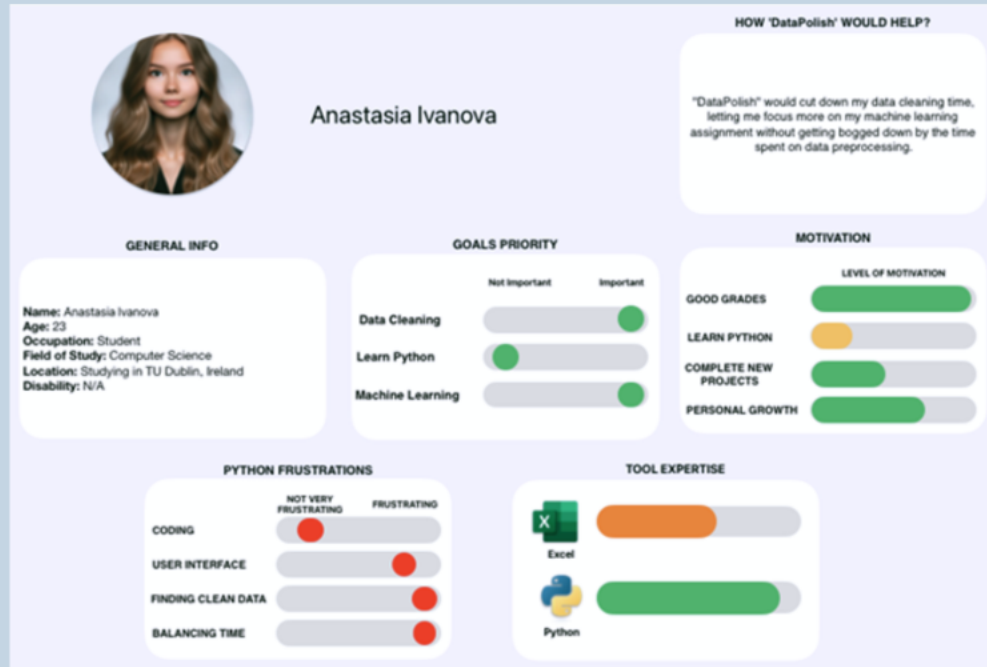 HOW 'DataPolish' WOULD HELP?
Anastasia Ivanova
"DataPolish" would cut down my data cleaning time,
letting me focus more on my machine learning
assignment without getting bogged down by the time
spent on data preprocessing.
GENERAL INFO
Name: Anastasia Ivanova
Age: 23
Occupation: Student
Field of Study: Computer Science
Location: Studying in TU Dublin, Ireland
Disability: N/A
GOALS PRIORITY
Not Important Important
Data Cleaning
Learn Python
Machine Learning
MOTIVATION
LEVEL OF MOTIVATION
GOOD GRADES
LEARN PYTHON
COMPLETE NEW
PROJECTS
PERSONAL GROWTH
PYTHON FRUSTRATIONS
NOT VERY
FRUSTRATING FRUSTRATING
CODING
USER INTERFACE
FINDING CLEAN DATA
BALANCING TIME
TOOL EXPERTISE
X
Excel
Python